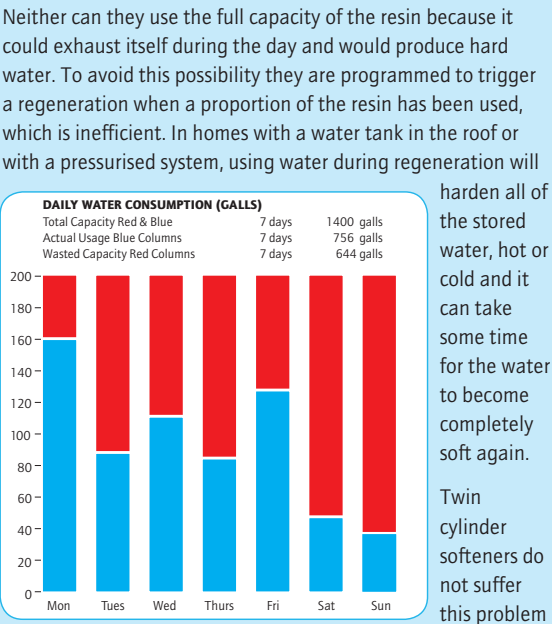 Neither can they use the full capacity of the resin because it
could exhaust itself during the day and would produce hard
water. To avoid this possibility they are programmed to trigger
a regeneration when a proportion of the resin has been used,
which is inefficient. In homes with a water tank in the roof or
with a pressurised system, using water during regeneration will
harden all of
the stored
water, hot or
cold and it
can take
some time
for the water
to become
completely
soft again.
Twin
cylinder
softeners do
not suffer
this problem
DAILY WATER CONSUMPTION (GALLS)
Total Capacity Red & Blue 7 days 1400 galls
Actual Usage Blue Columns 7 days 756 galls
Wasted Capacity Red Columns 7 days 644 galls
200
180
160
140
120
100
80
60
40
20
0
Mon Tues Wed Thurs Fri Sat Sun